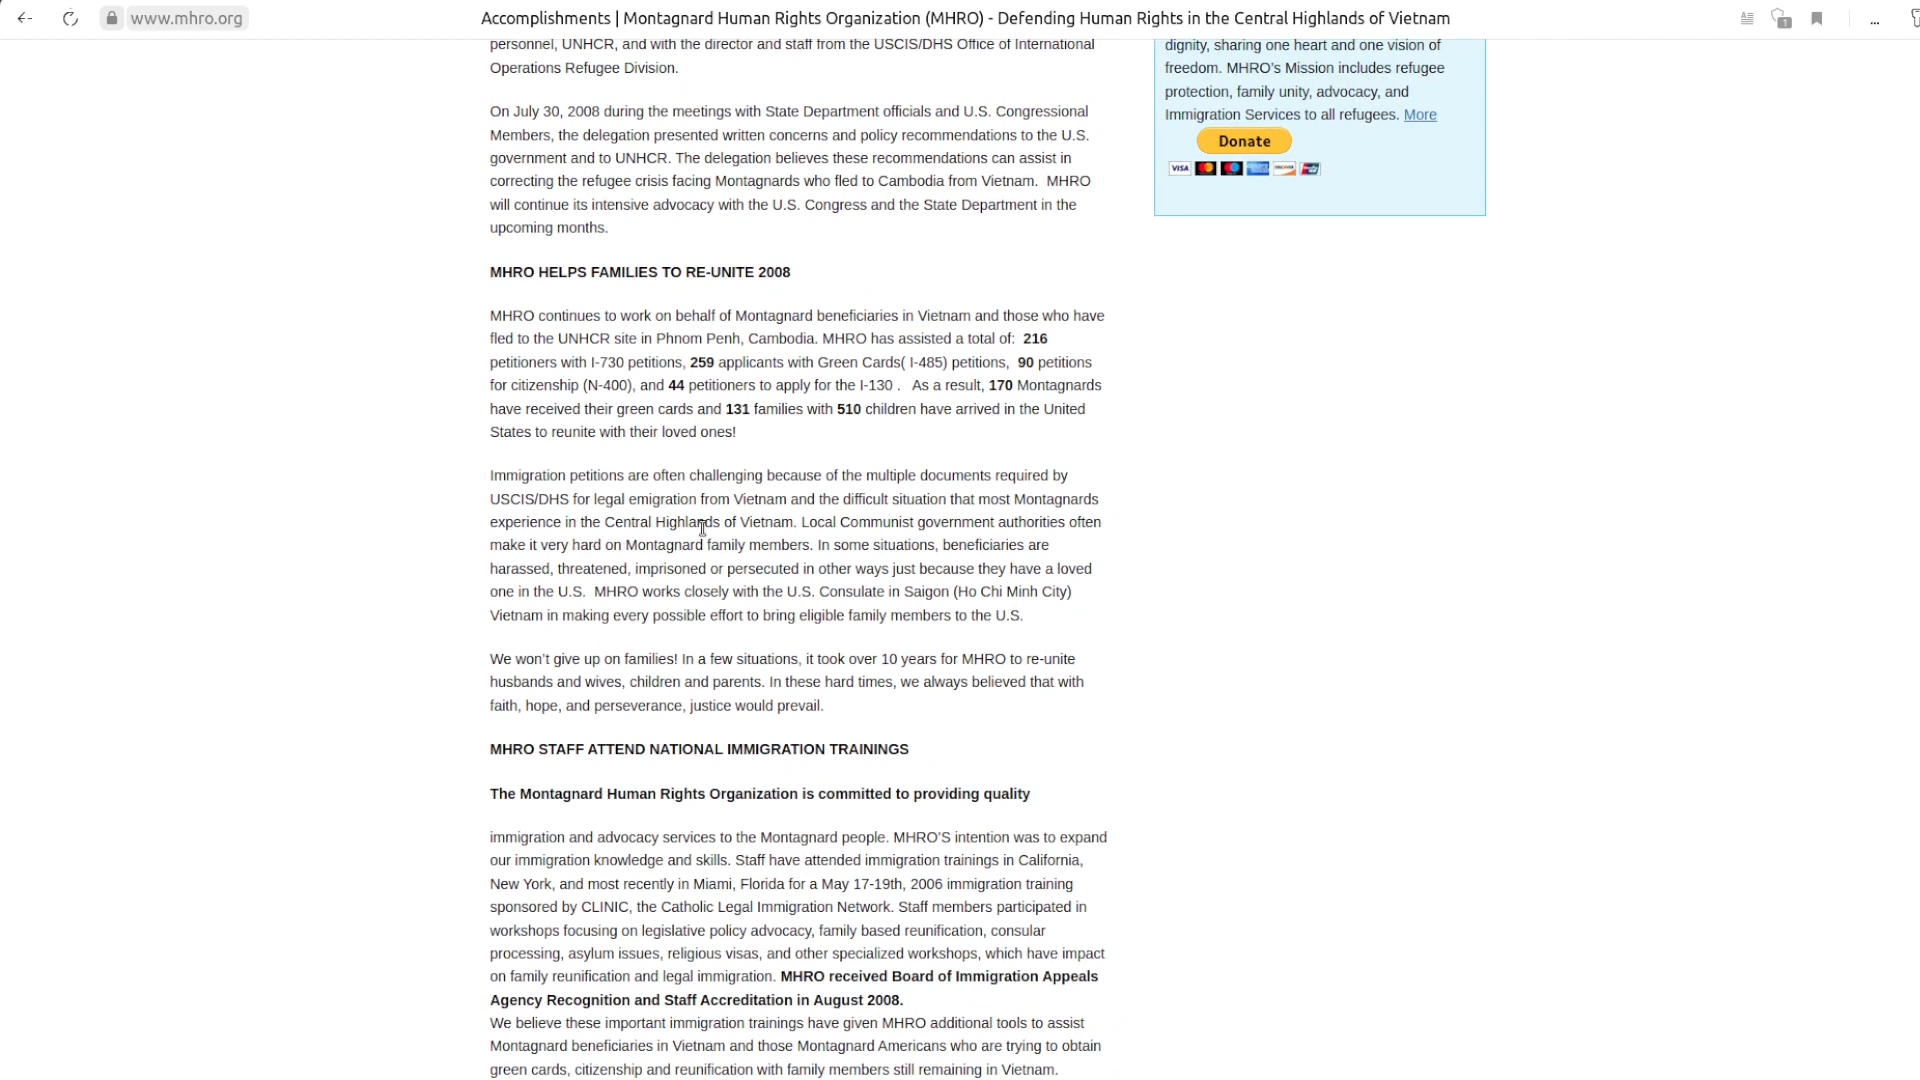 www.mhro.org
Accomplishments | Montagnard Human Rights Organization (MHRO) - Defending Human Rights in the Central Highlands of Vietnam
1
...
personnel, UNHCR, and with the director and staff from the USCIS/DHS Office of International
Operations Refugee Division.
On July 30, 2008 during the meetings with State Department officials and U.S. Congressional
Members, the delegation presented written concerns and policy recommendations to the U.S.
government and to UNHCR. The delegation believes these recommendations can assist in
correcting the refugee crisis facing Montagnards who fled to Cambodia from Vietnam.  MHRO
will continue its intensive advocacy with the U.S. Congress and the State Department in the
upcoming months.
MHRO HELPS FAMILIES TO RE-UNITE 2008
MHRO continues to work on behalf of Montagnard beneficiaries in Vietnam and those who have
fled to the UNHCR site in Phnom Penh, Cambodia. MHRO has assisted a total of:  216
petitioners with I-730 petitions, 259 applicants with Green Cards( I-485) petitions,  90 petitions
for citizenship (N-400), and 44 petitioners to apply for the I-130 .   As a result, 170 Montagnards
have received their green cards and 131 families with 510 children have arrived in the United
States to reunite with their loved ones!
Immigration petitions are often challenging because of the multiple documents required by
USCIS/DHS for legal emigration from Vietnam and the difficult situation that most Montagnards
experience in the Central Highlands of Vietnam. Local Communist government authorities often
make it very hard on Montagnard family members. In some situations, beneficiaries are
harassed, threatened, imprisoned or persecuted in other ways just because they have a loved
one in the U.S.  MHRO works closely with the U.S. Consulate in Saigon (Ho Chi Minh City)
Vietnam in making every possible effort to bring eligible family members to the U.S.
We won't give up on families! In a few situations, it took over 10 years for MHRO to re-unite
husbands and wives, children and parents. In these hard times, we always believed that with
faith, hope, and perseverance, justice would prevail.
MHRO STAFF ATTEND NATIONAL IMMIGRATION TRAININGS
The Montagnard Human Rights Organization is committed to providing quality
immigration and advocacy services to the Montagnard people. MHRO'S intention was to expand
our immigration knowledge and skills. Staff have attended immigration trainings in California,
New York, and most recently in Miami, Florida for a May 17-19th, 2006 immigration training
sponsored by CLINIC, the Catholic Legal Immigration Network. Staff members participated in
workshops focusing on legislative policy advocacy, family based reunification, consular
processing, asylum issues, religious visas, and other specialized workshops, which have impact
on family reunification and legal immigration. MHRO received Board of Immigration Appeals
Agency Recognition and Staff Accreditation in August 2008.
We believe these important immigration trainings have given MHRO additional tools to assist
Montagnard beneficiaries in Vietnam and those Montagnard Americans who are trying to obtain
green cards, citizenship and reunification with family members still remaining in Vietnam.
dignity, sharing one heart and one vision of
freedom. MHRO's Mission includes refugee
protection, family unity, advocacy, and
Immigration Services to all refugees. More
Donate
VISA DISCOVER